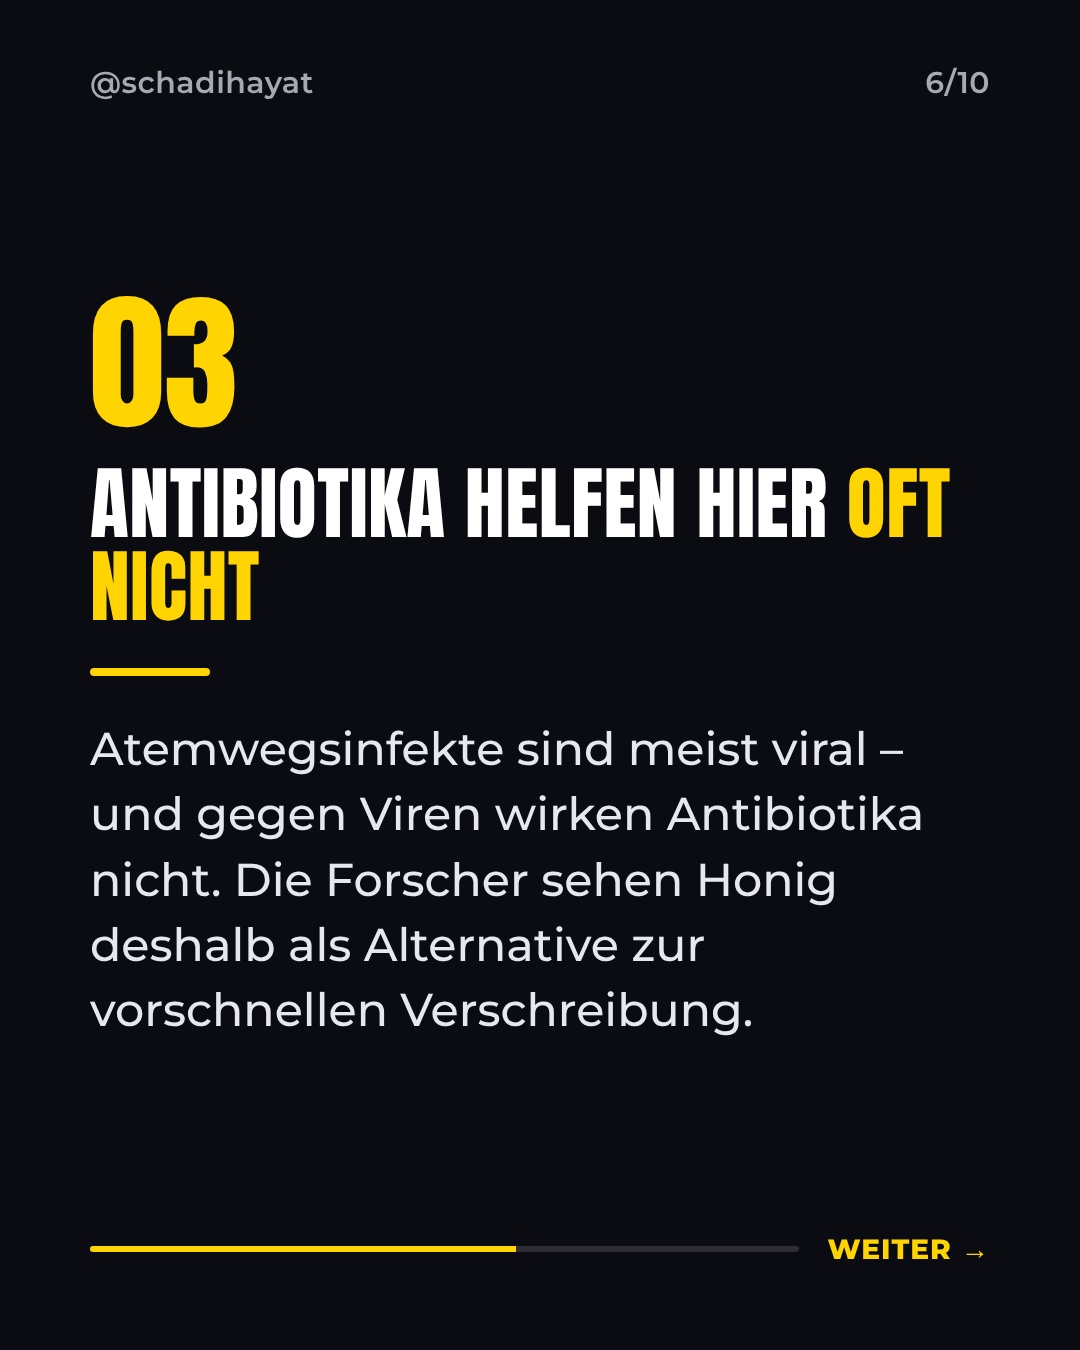 @schadihayat
6/10
03
ANTIBIOTIKA HELFEN HIER OFT
NICHT
Atemwegsinfekte sind meist viral –
und gegen Viren wirken Antibiotika
nicht. Die Forscher sehen Honig
deshalb als Alternative zur
vorschnellen Verschreibung.
WEITER →